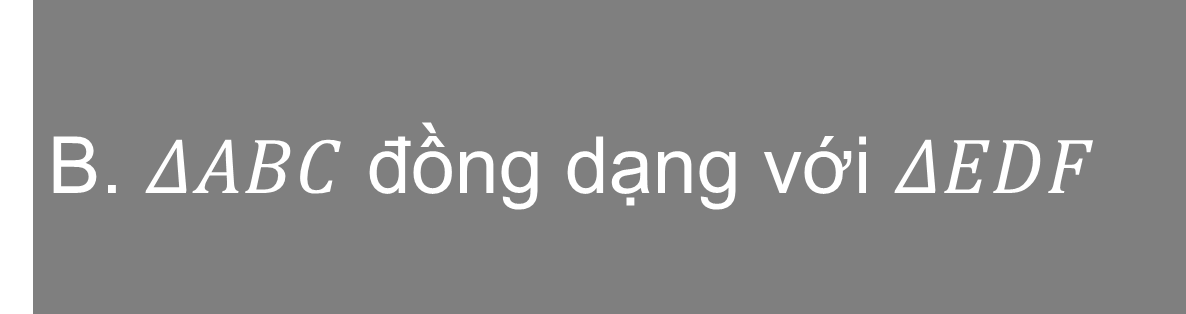 B. ΔABC đồng dạng với ΔEDF